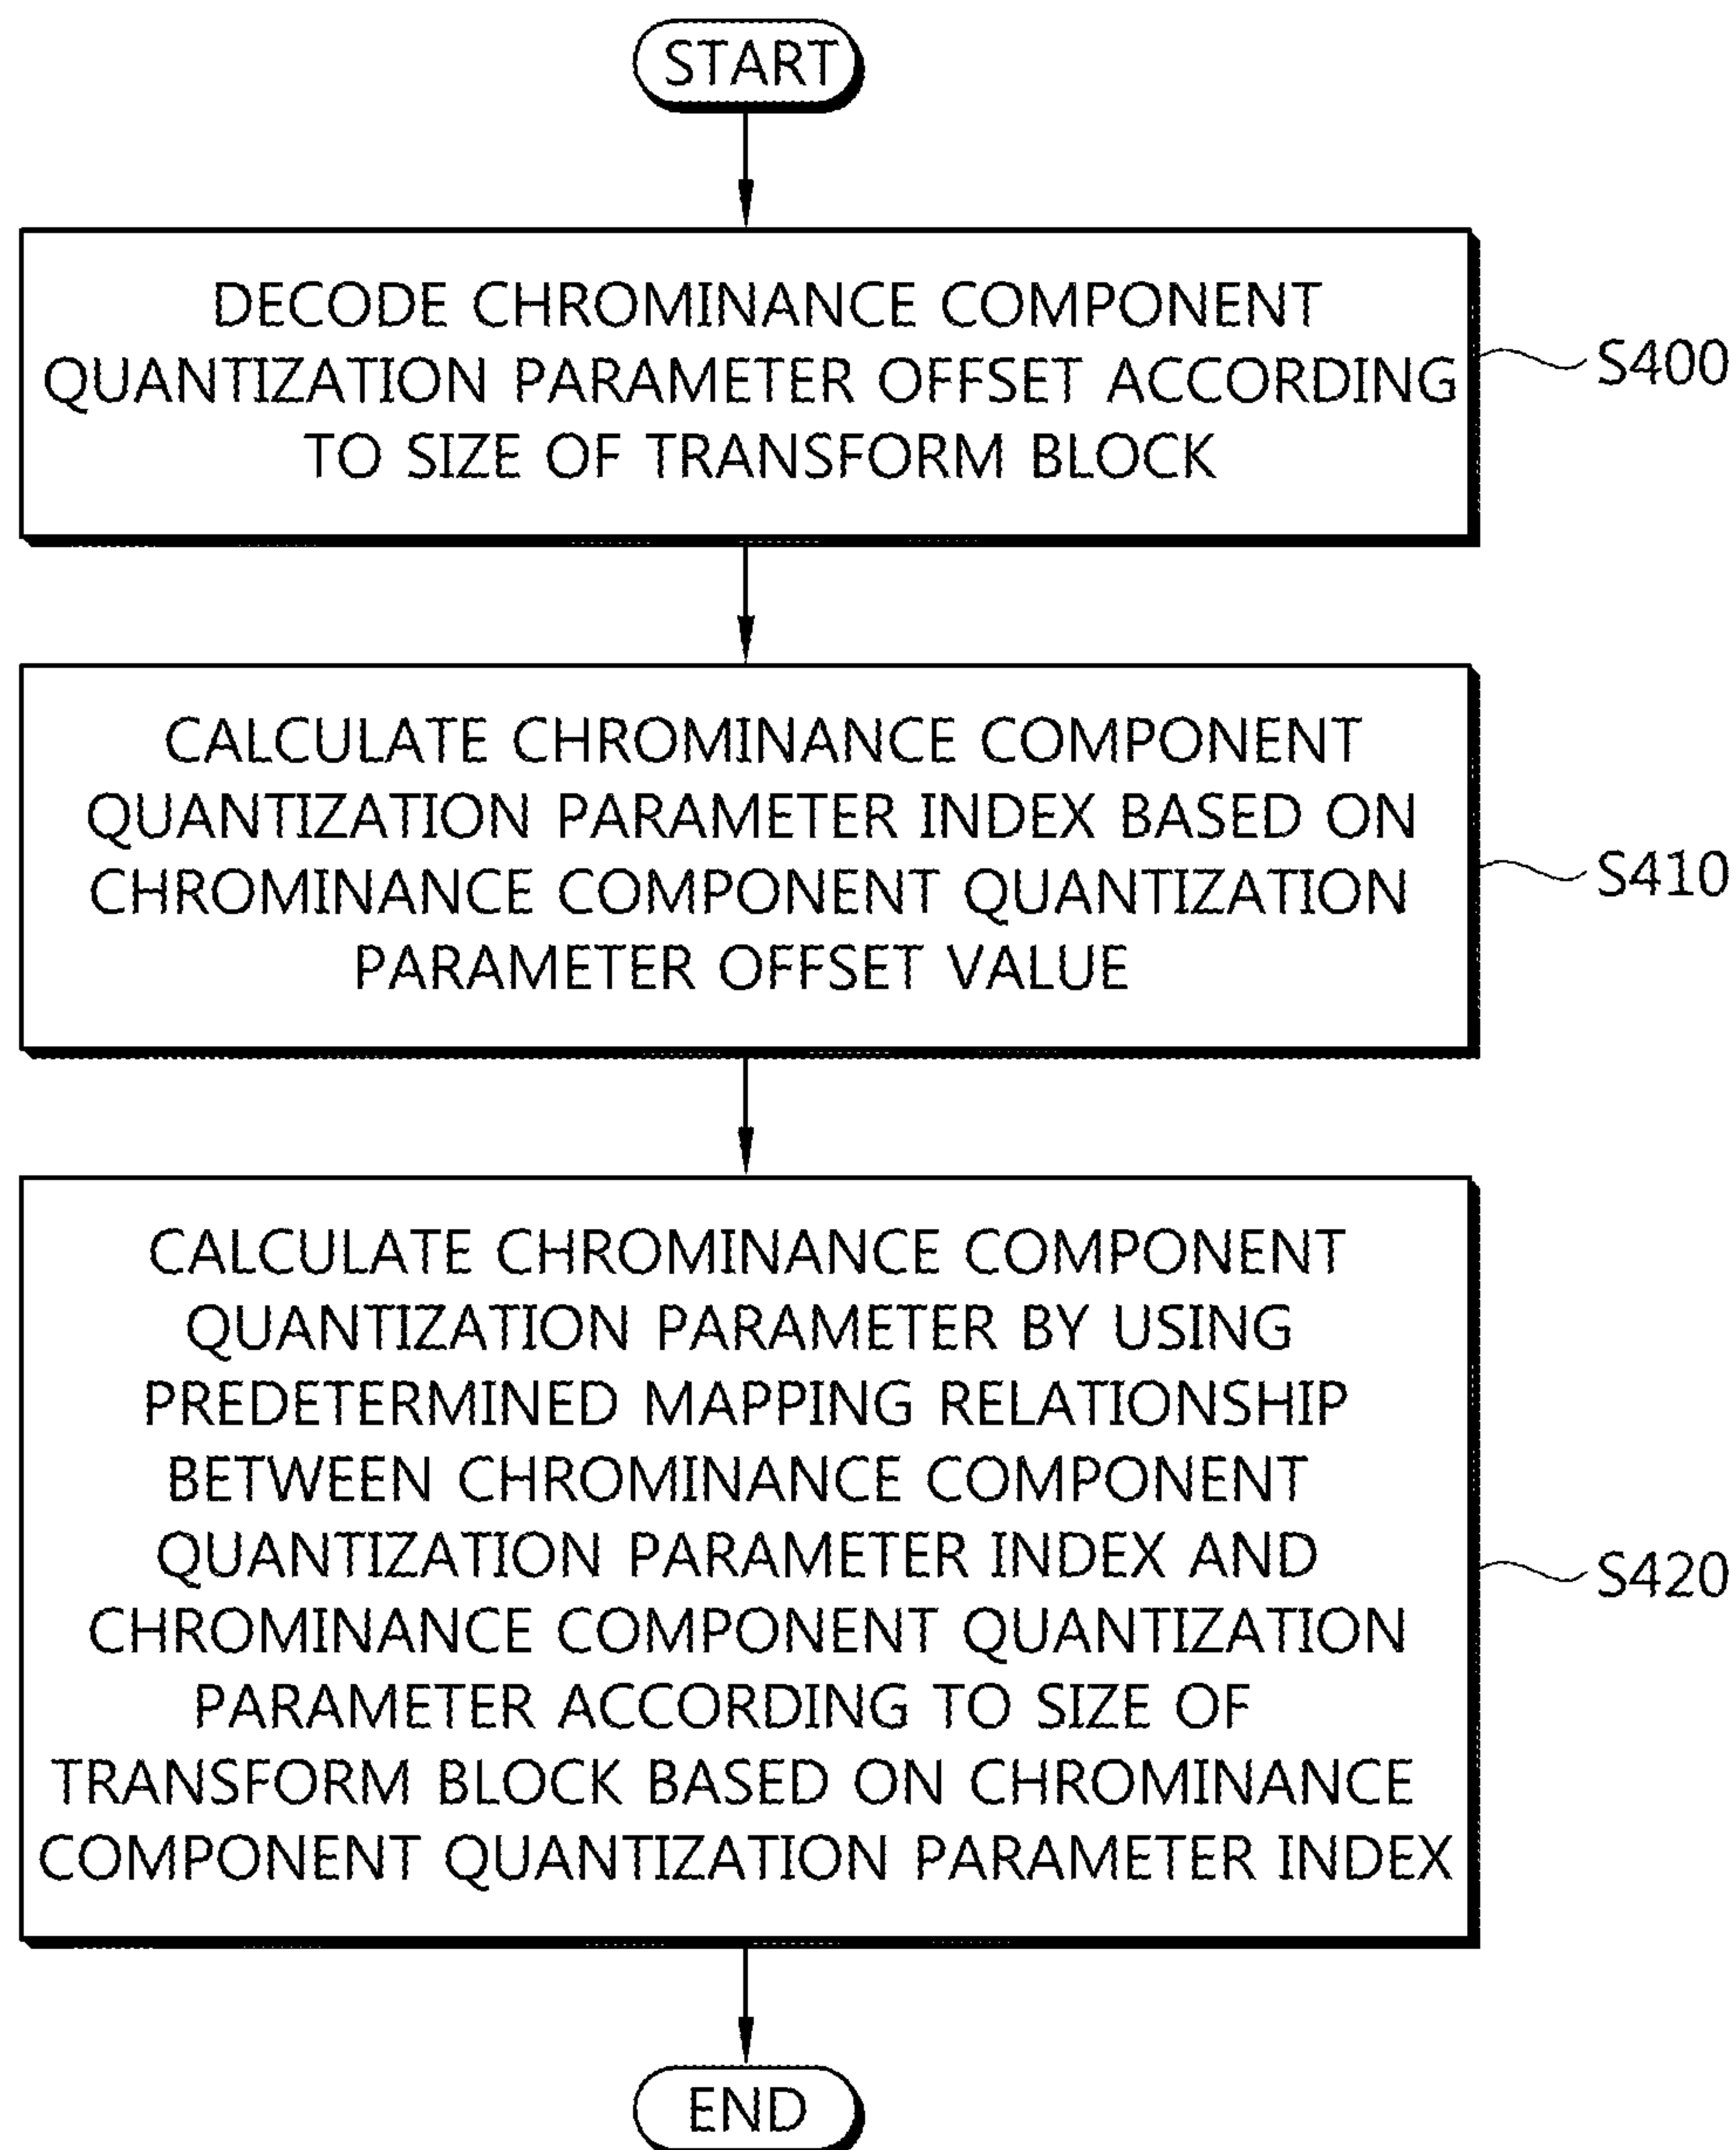 START
DECODE CHROMINANCE COMPONENT
QUANTIZATION PARAMETER OFFSET ACCORDING
TO SIZE OF TRANSFORM BLOCK
S400
CALCULATE CHROMINANCE COMPONENT
QUANTIZATION PARAMETER INDEX BASED ON
CHROMINANCE COMPONENT QUANTIZATION
PARAMETER OFFSET VALUE
S410
CALCULATE CHROMINANCE COMPONENT
QUANTIZATION PARAMETER BY USING
PREDETERMINED MAPPING RELATIONSHIP
BETWEEN CHROMINANCE COMPONENT
QUANTIZATION PARAMETER INDEX AND
CHROMINANCE COMPONENT QUANTIZATION
PARAMETER ACCORDING TO SIZE OF
TRANSFORM BLOCK BASED ON CHROMINANCE
COMPONENT QUANTIZATION PARAMETER INDEX
S420
END